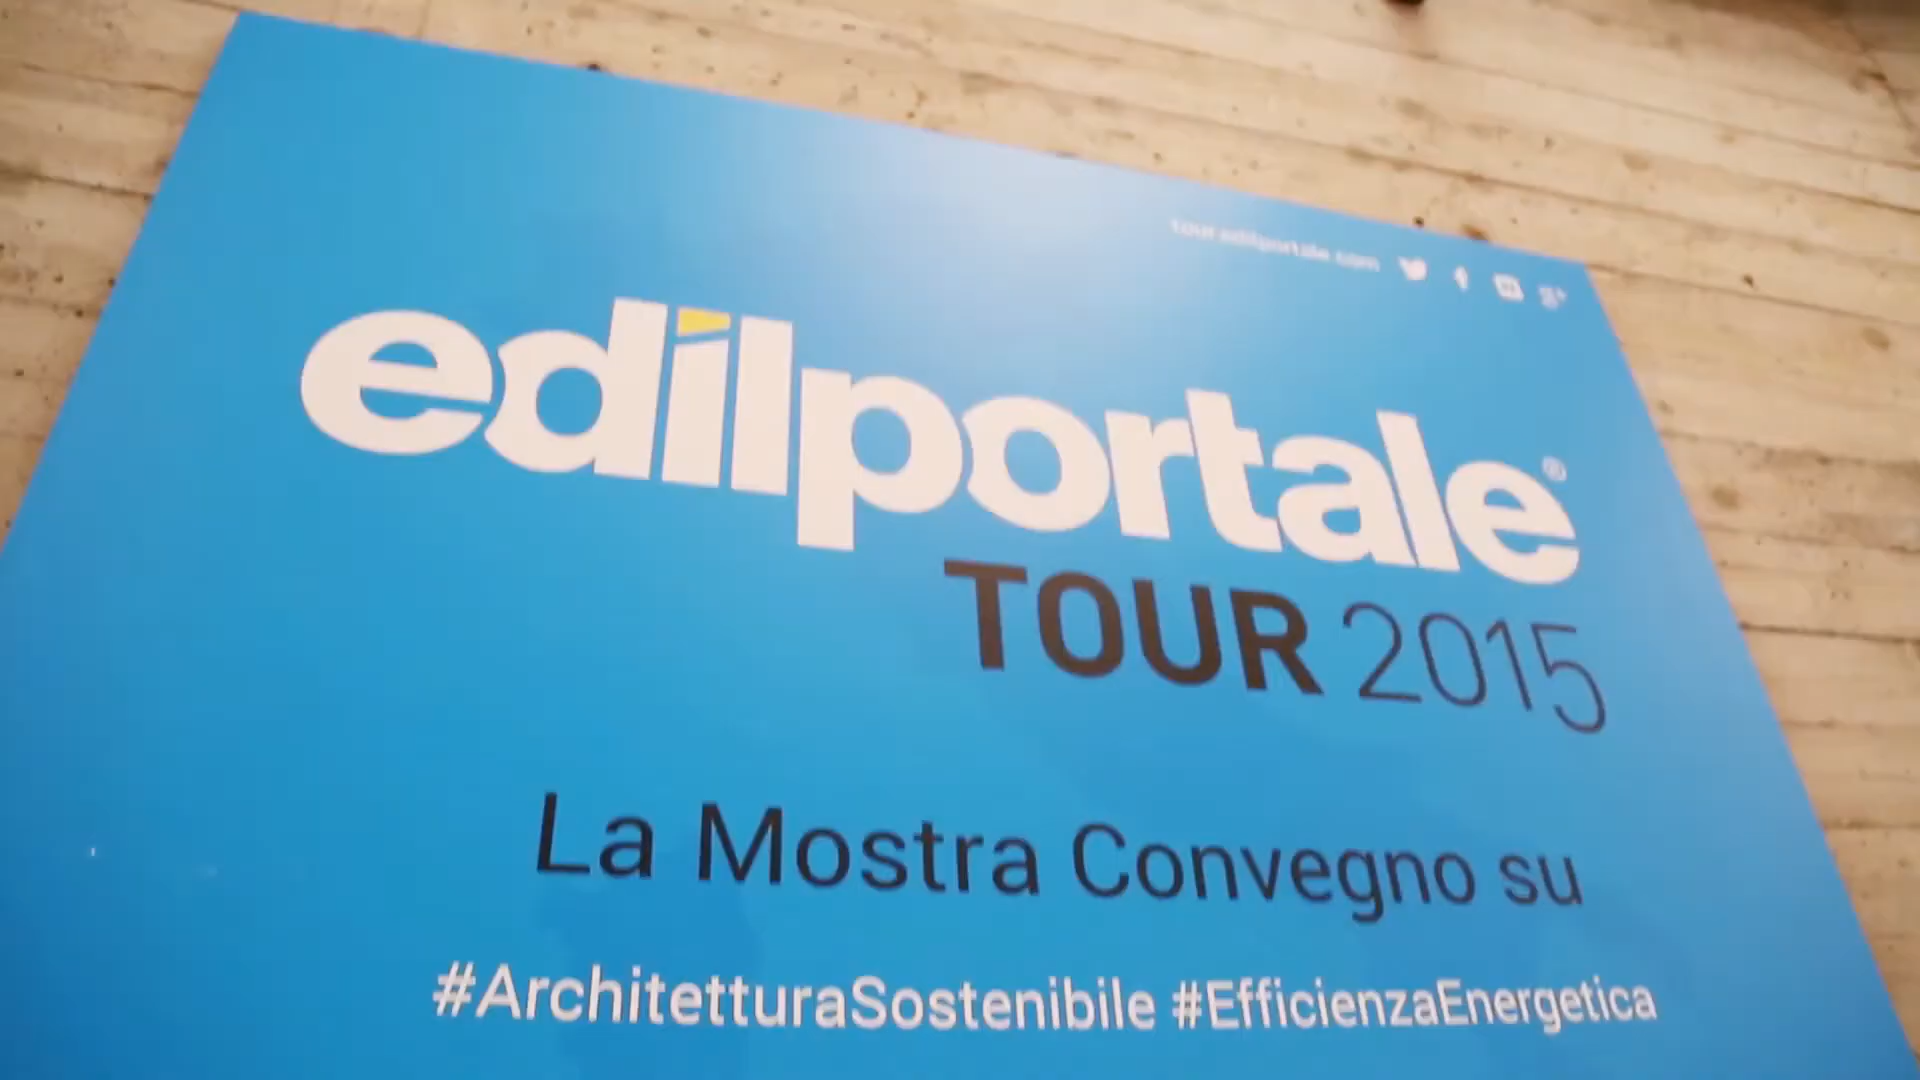 tour.edilportale.com
edilportale®
TOUR 2015
La Mostra Convegno su
#ArchitetturaSostenibile #EfficienzaEnergetica